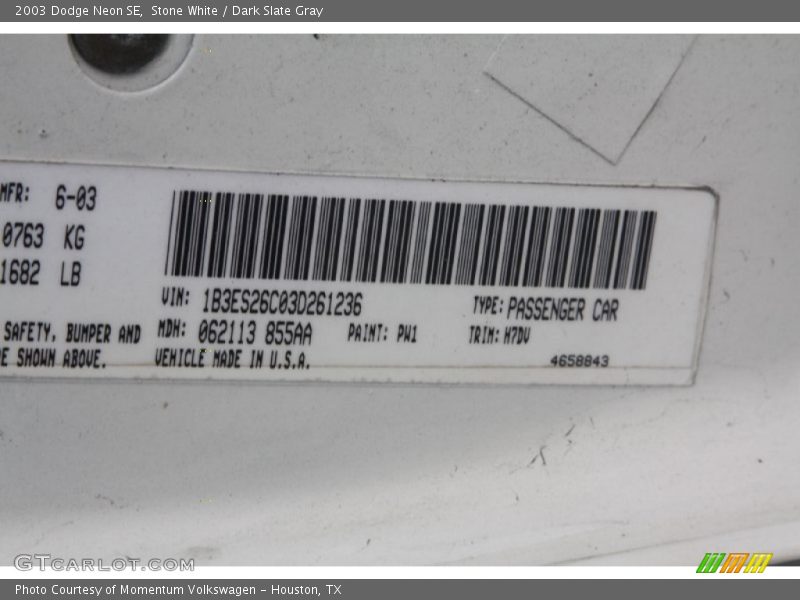 2003 Dodge Neon SE, Stone White / Dark Slate Gray
MFR: 6-03
0763 KG
1682 LB
VIN: 1B3ES26C03D261236 TYPE: PASSENGER CAR
SAFETY, BUMPER AND MDH: 062113 855AA PAINT: PW1 TRIM: H7DV
E SHOWN ABOVE. VEHICLE MADE IN U.S.A. 4658843
GTCARLOT.COM
Photo Courtesy of Momentum Volkswagen - Houston, TX